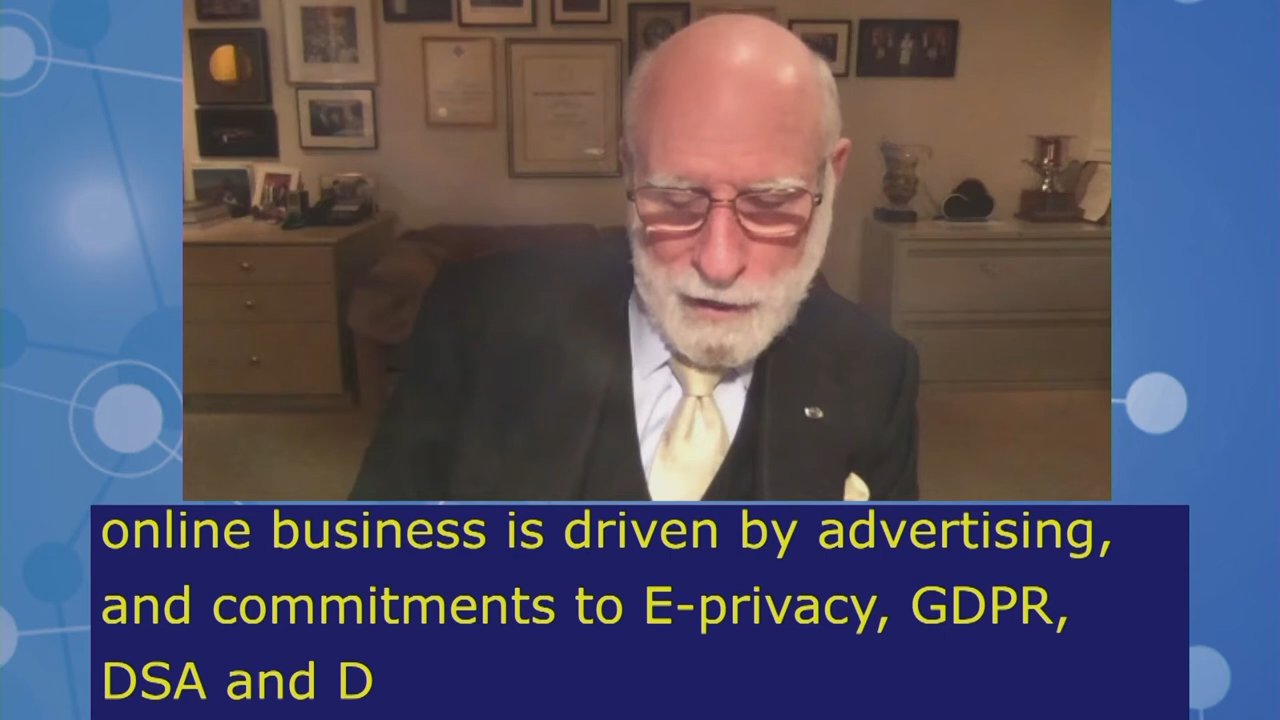 online business is driven by advertising,
and commitments to E-privacy, GDPR,
DSA and D